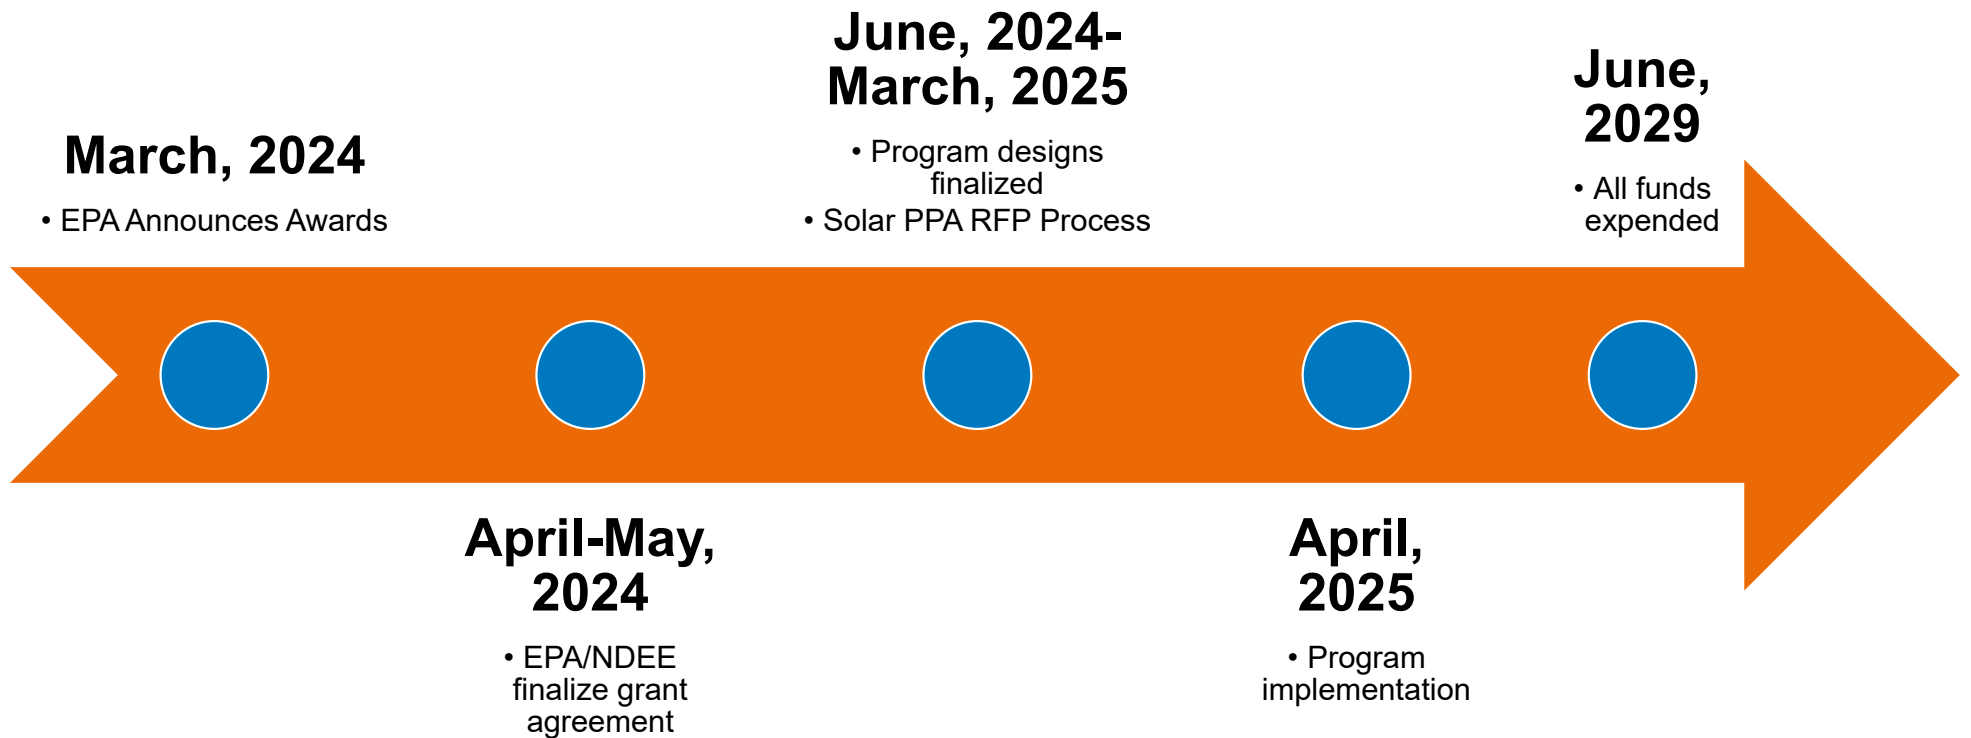 March, 2024
• EPA Announces Awards
April-May,
2024
• EPA/NDEE
finalize grant
agreement
June, 2024-
March, 2025
• Program designs
finalized
• Solar PPA RFP Process
April,
2025
• Program
implementation
June,
2029
• All funds
expended